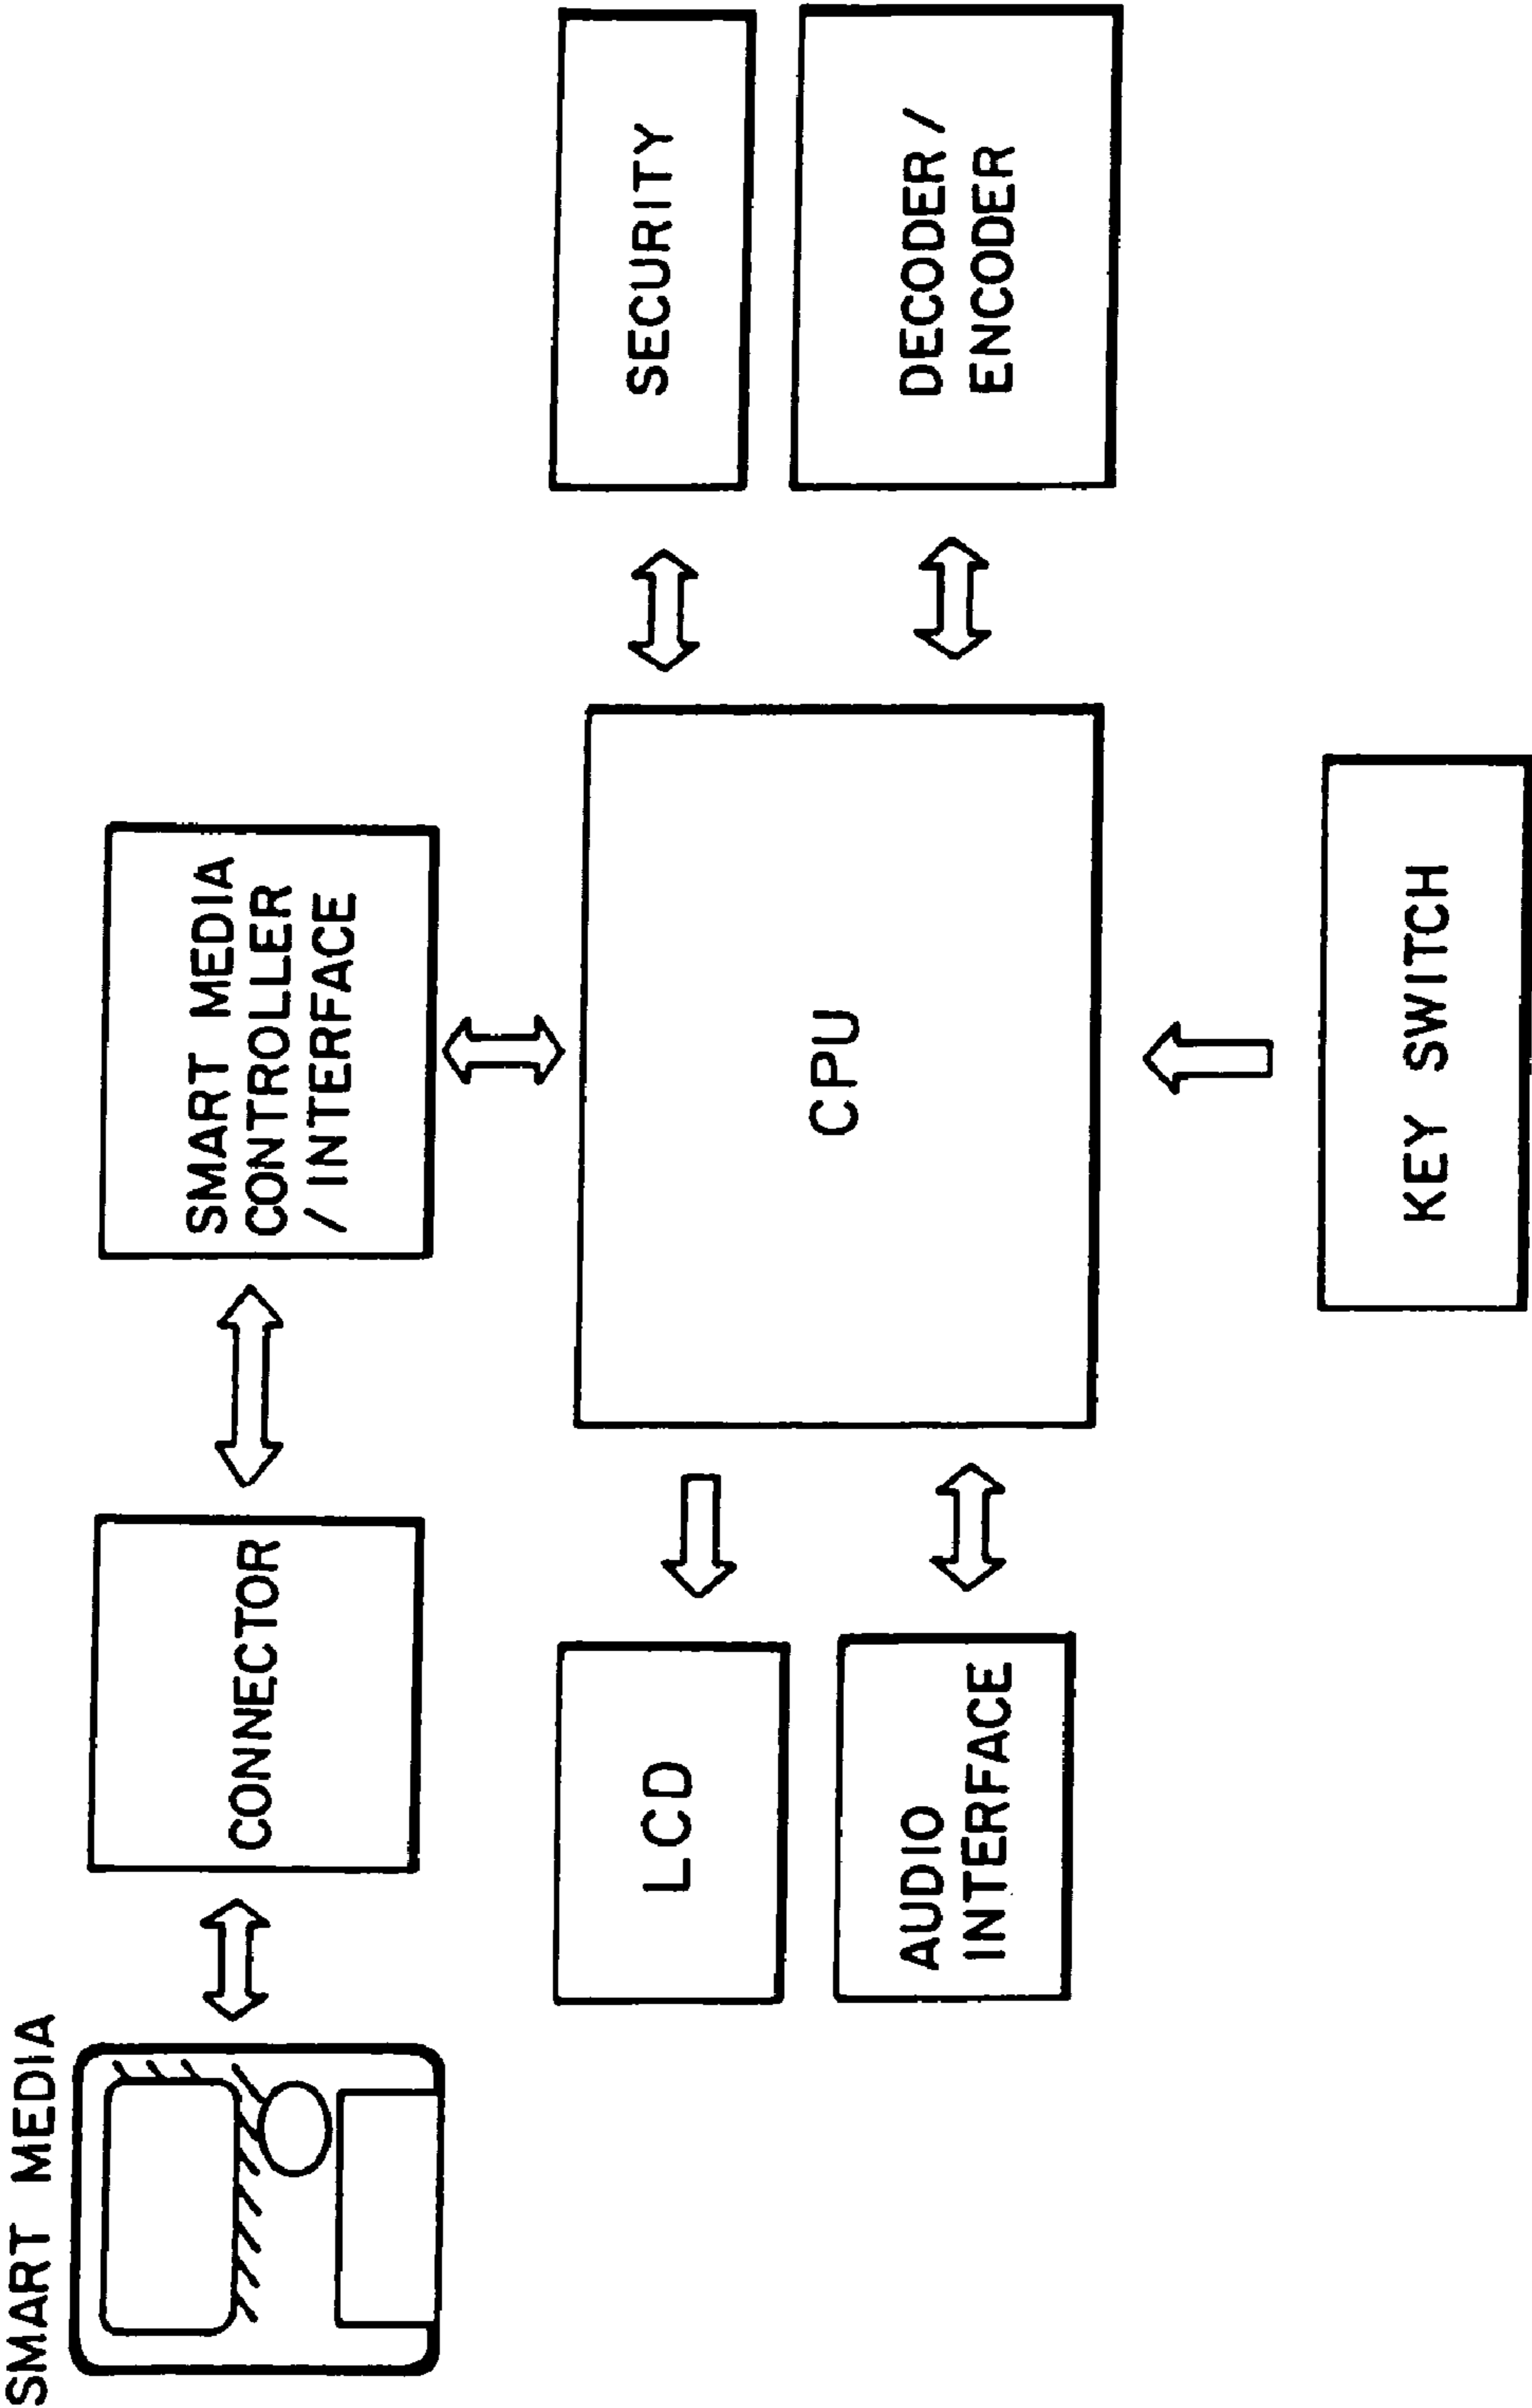 SMART MEDIA
CONNECTOR
SMART MEDIA
CONTROLLER
/ INTERFACE
LCD
AUDIO
INTERFACE
CPU
SECURITY
DECODER /
ENCODER
KEY SWITCH